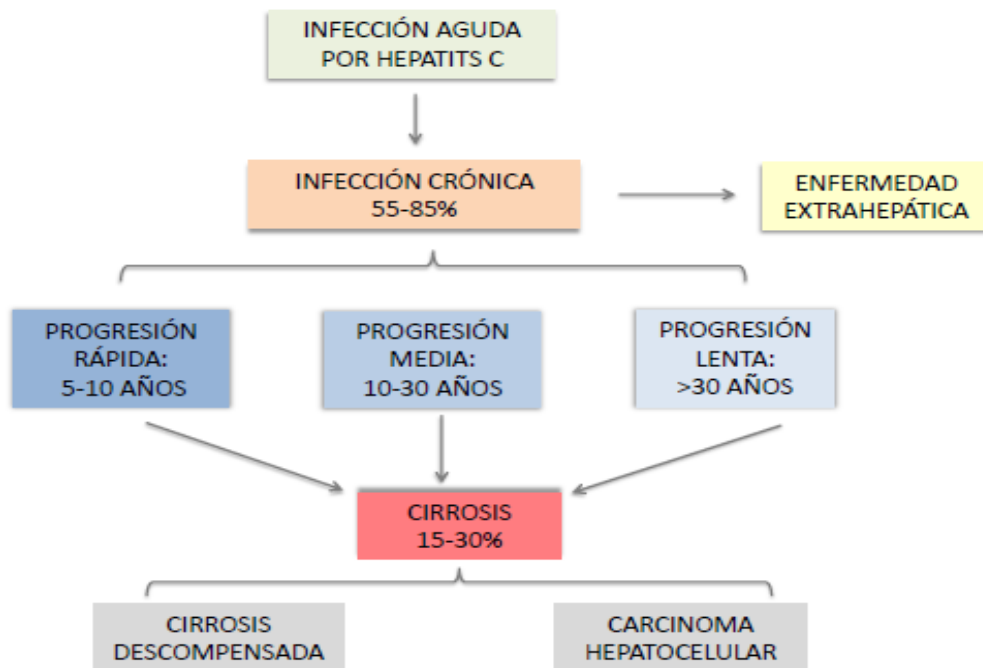 INFECCIÓN AGUDA
POR HEPATITS C
INFECCIÓN CRÓNICA
55-85%
ENFERMEDAD
EXTRAHEPÁTICA
PROGRESIÓN
RÁPIDA:
5-10 AÑOS
PROGRESIÓN
MEDIA:
10-30 AÑOS
PROGRESIÓN
LENTA:
>30 AÑOS
CIRROSIS
15-30%
CIRROSIS
DESCOMPENSADA
CARCINOMA
HEPATOCELULAR